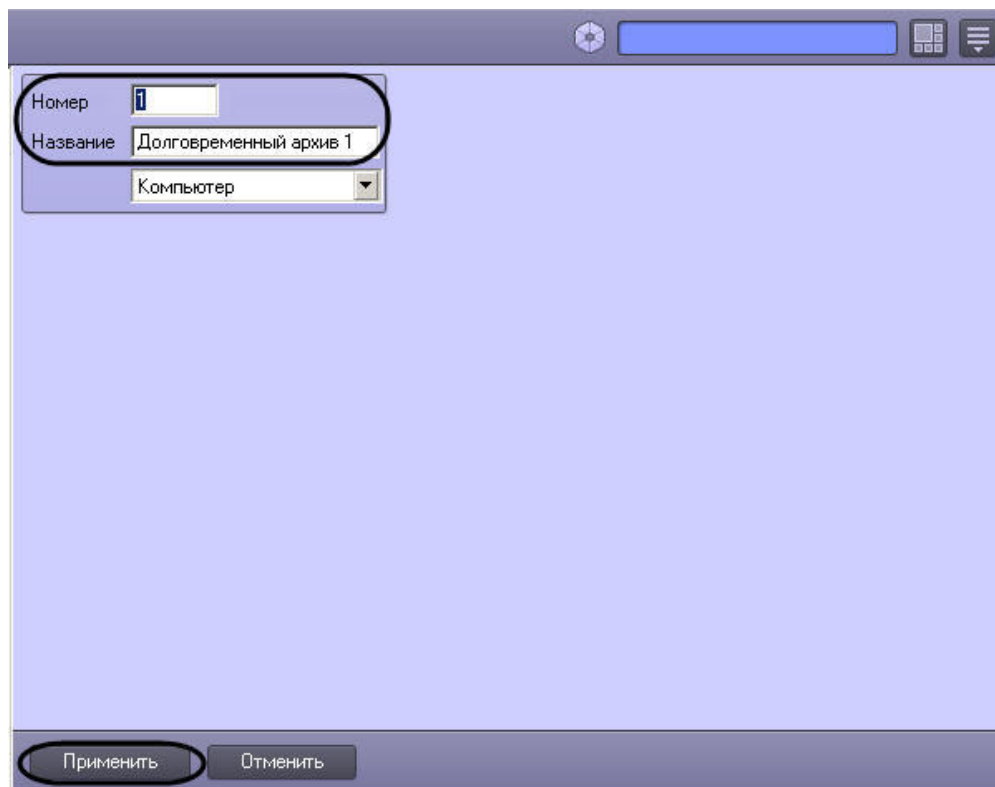 Номер 1
Название Долговременный архив 1
Компьютер
Применить Отменить